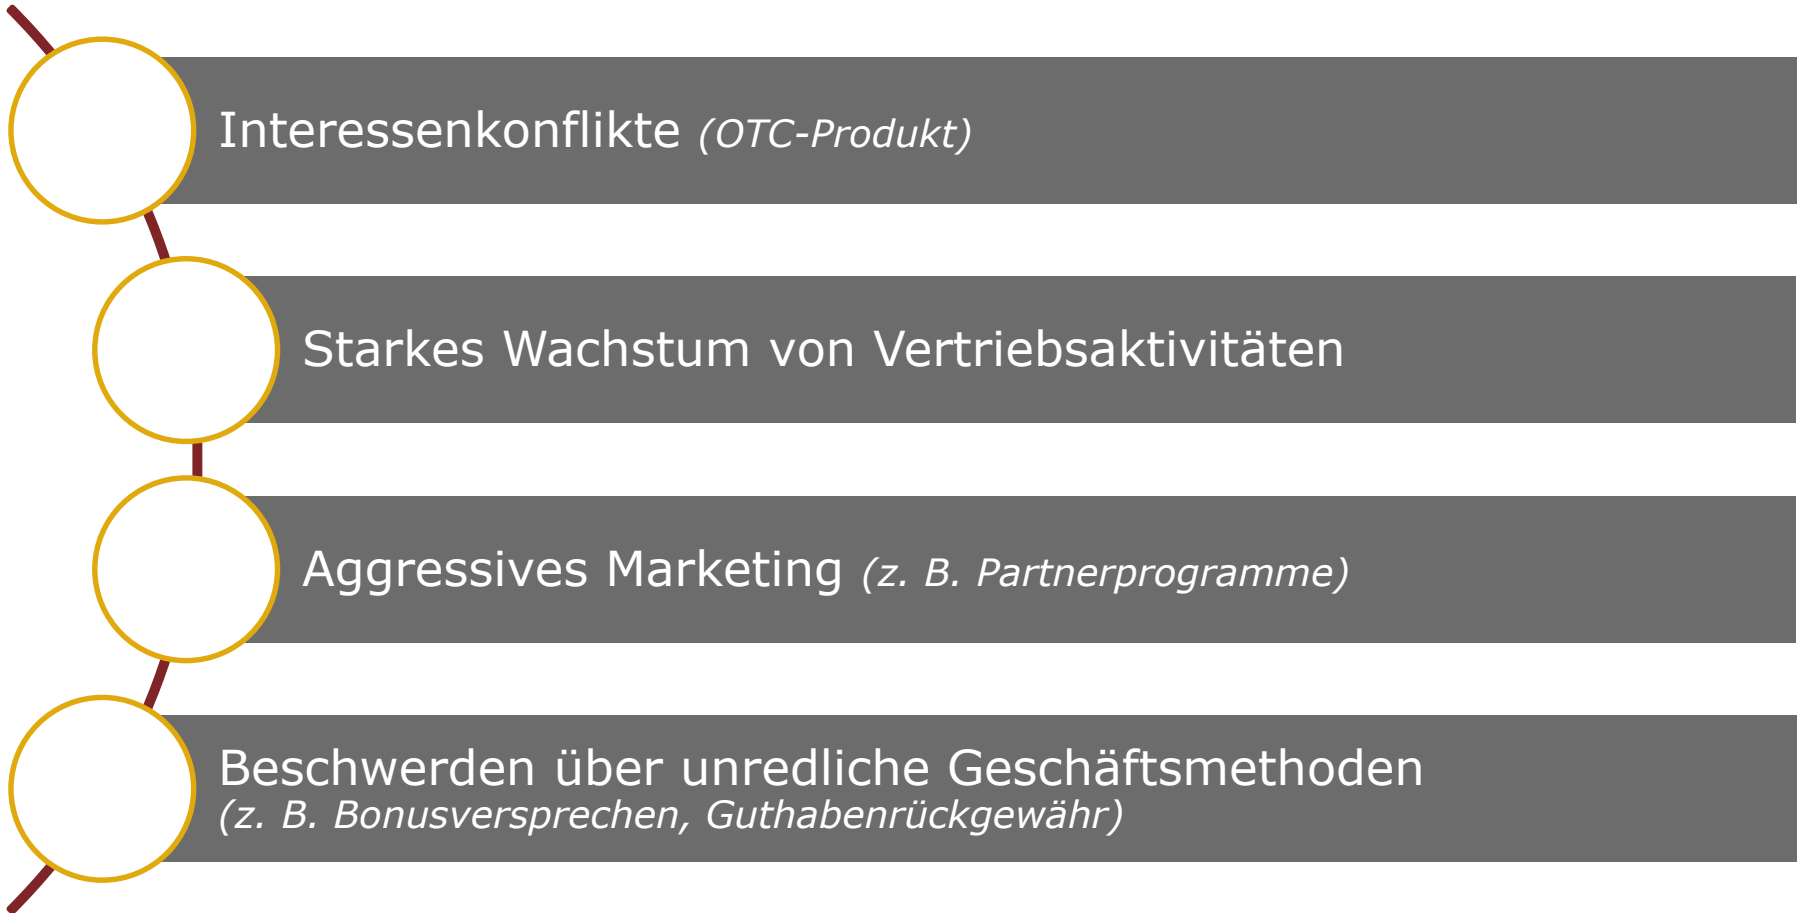 Interessenkonflikte (OTC-Produkt)
Starkes Wachstum von Vertriebsaktivitäten
Aggressives Marketing (z. B. Partnerprogramme)
Beschwerden über unredliche Geschäftsmethoden
(z. B. Bonusversprechen, Guthabenrückgewähr)